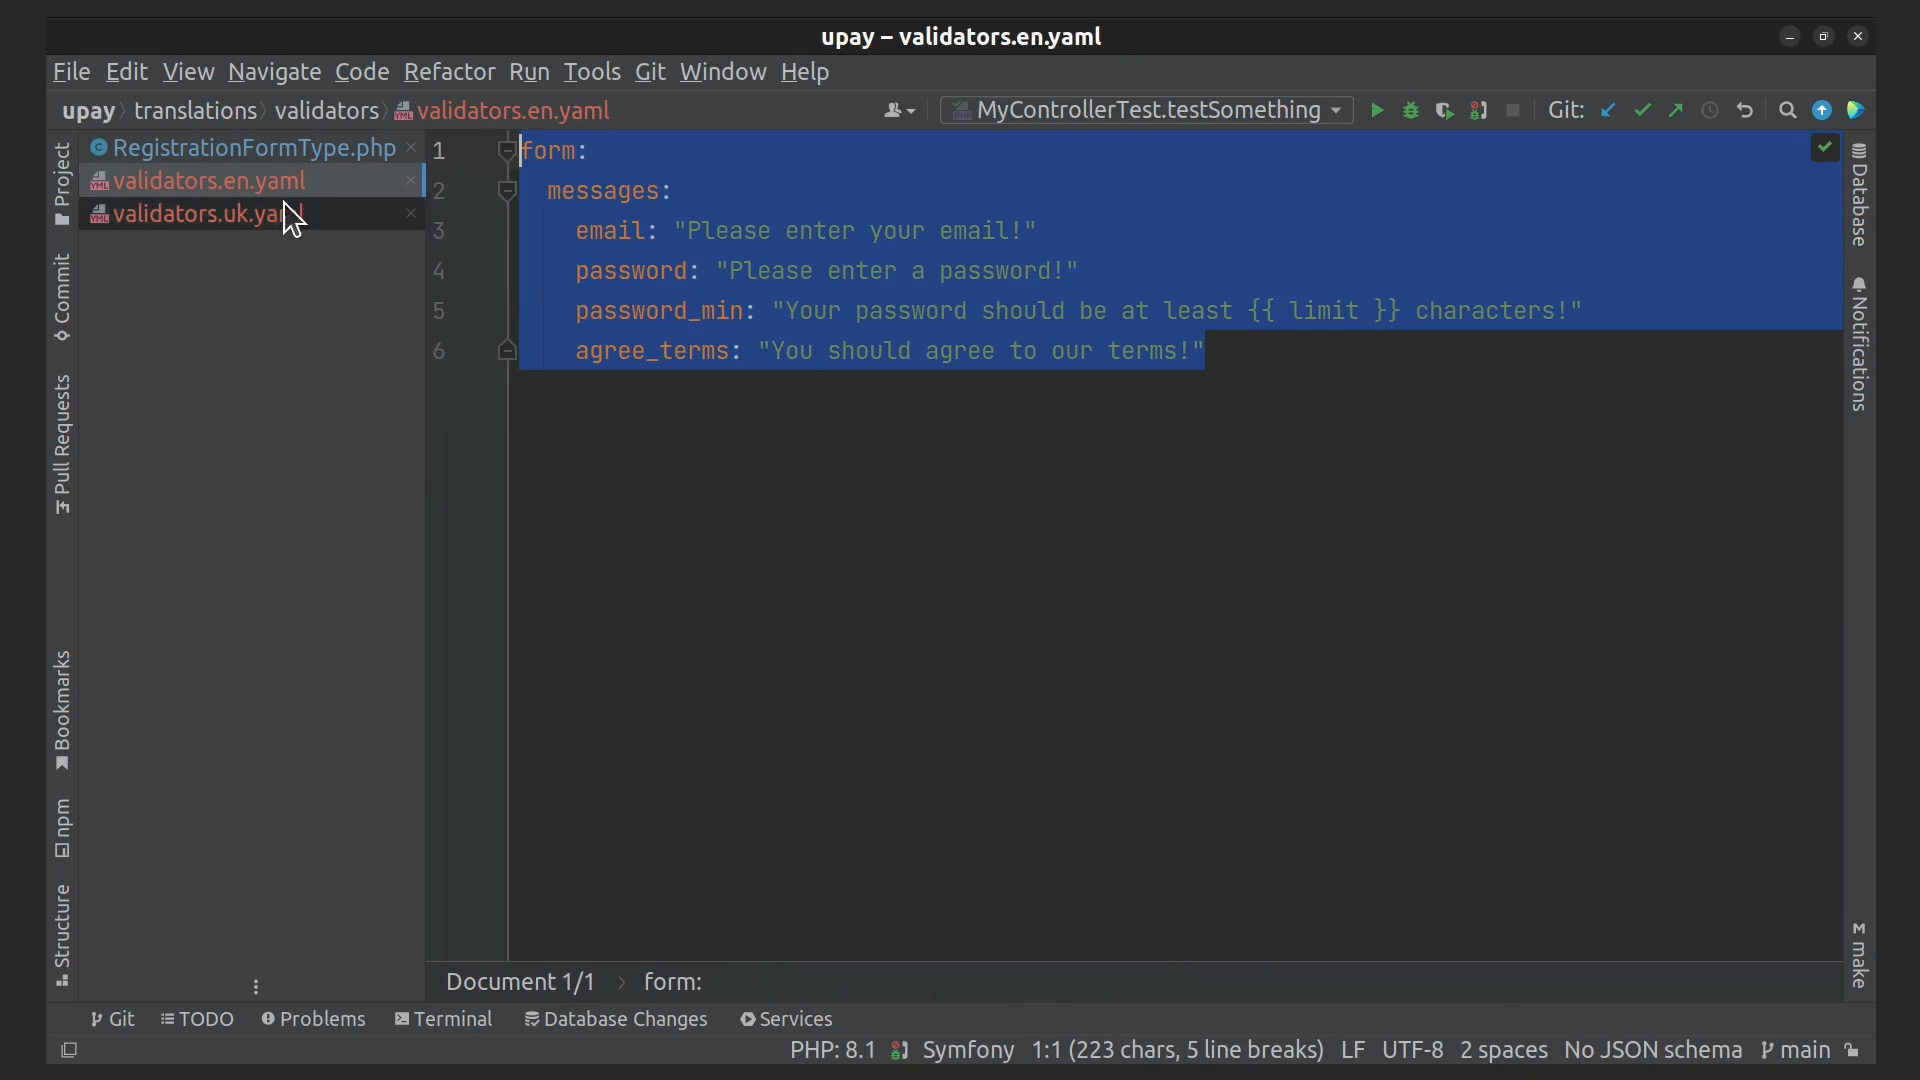 upay – validators.en.yaml
File Edit View Navigate Code Refactor Run Tools Git Window Help
upay translations validators validators.en.yaml MyControllerTest.testSomething Git:
Project
Commit
Pull Requests
Bookmarks
npm
Structure
RegistrationFormType.php
validators.en.yaml
validators.uk.yaml
1 form:
2 messages:
3 email: "Please enter your email!"
4 password: "Please enter a password!"
5 password_min: "Your password should be at least {{ limit }} characters!"
6 agree_terms: "You should agree to our terms!"
Database
Notifications
make
Document 1/1 › form:
Git TODO Problems Terminal Database Changes Services
PHP: 8.1 Symfony 1:1 (223 chars, 5 line breaks) LF UTF-8 2 spaces No JSON schema main